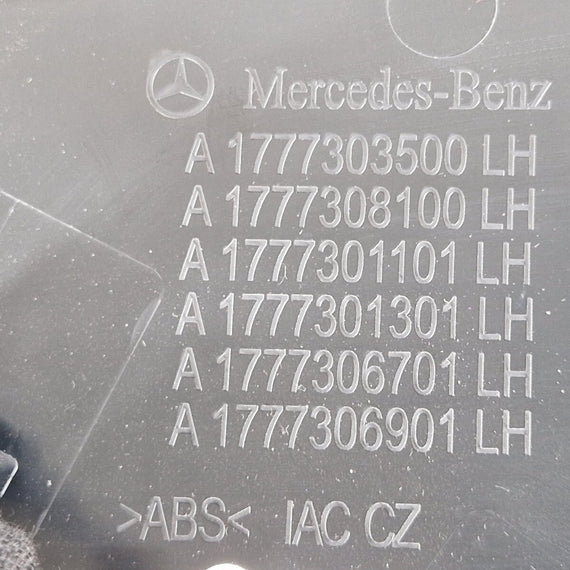 Mercedes-Benz
A 1777303500 LH
A 1777308100 LH
A 1777301101 LH
A 1777301301 LH
A 1777306701 LH
A 1777306901 LH
>ABS< IAC CZ